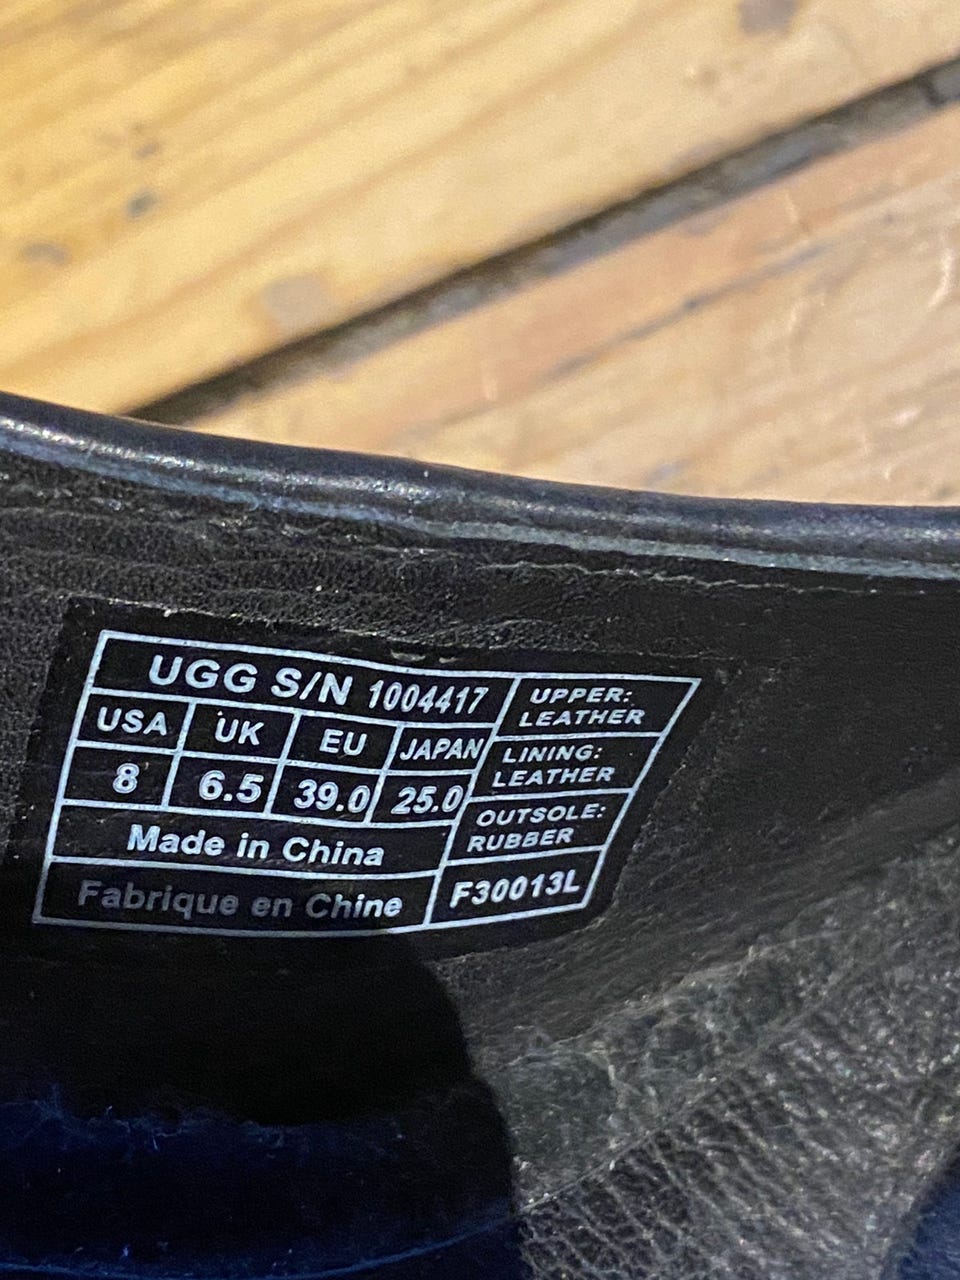 UGG S/N 1004417
USA UK EU JAPAN
8 6.5 39.0 25.0
Made in China
Fabrique en Chine
UPPER:
LEATHER
LINING:
LEATHER
OUTSOLE:
RUBBER
F30013L